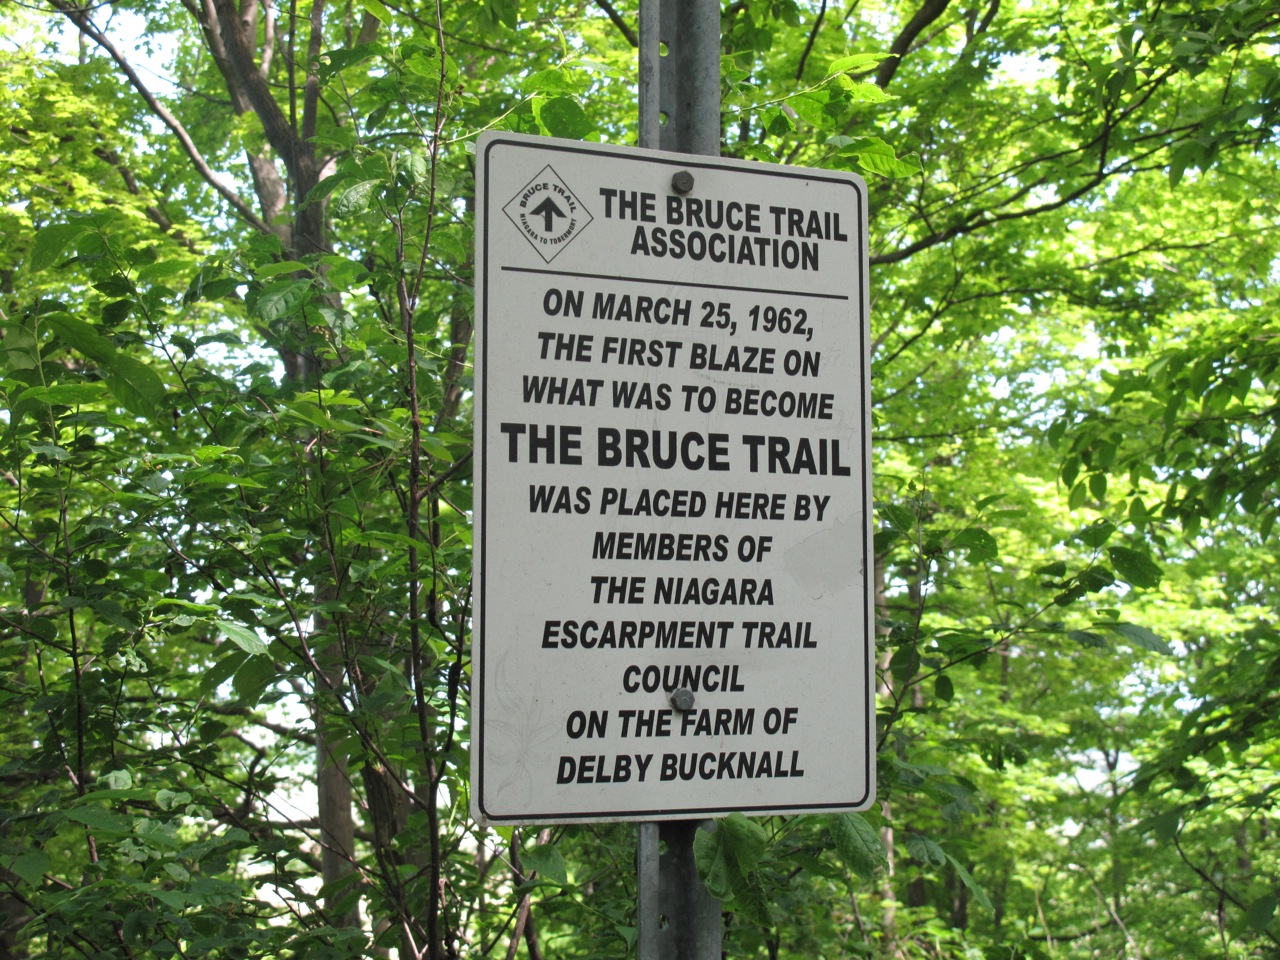 BRUCE TRAIL
NIAGARA TO TOBERMORY
THE BRUCE TRAIL
ASSOCIATION
ON MARCH 25, 1962,
THE FIRST BLAZE ON
WHAT WAS TO BECOME
THE BRUCE TRAIL
WAS PLACED HERE BY
MEMBERS OF
THE NIAGARA
ESCARPMENT TRAIL
COUNCIL
ON THE FARM OF
DELBY BUCKNALL